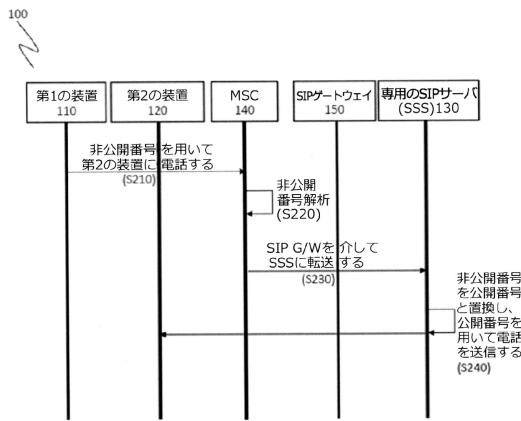 100
第1の装置
110
第2の装置
120
MSC
140
SIPゲートウェイ
150
専用のSIPサーバ
(SSS)130
非公開番号を用いて
第2の装置に電話する
(S210)
非公開
番号解析
(S220)
SIP G/Wを介して
SSSに転送する
(S230)
非公開番号
を公開番号
と置換し、
公開番号を
用いて電話
を送信する
(S240)